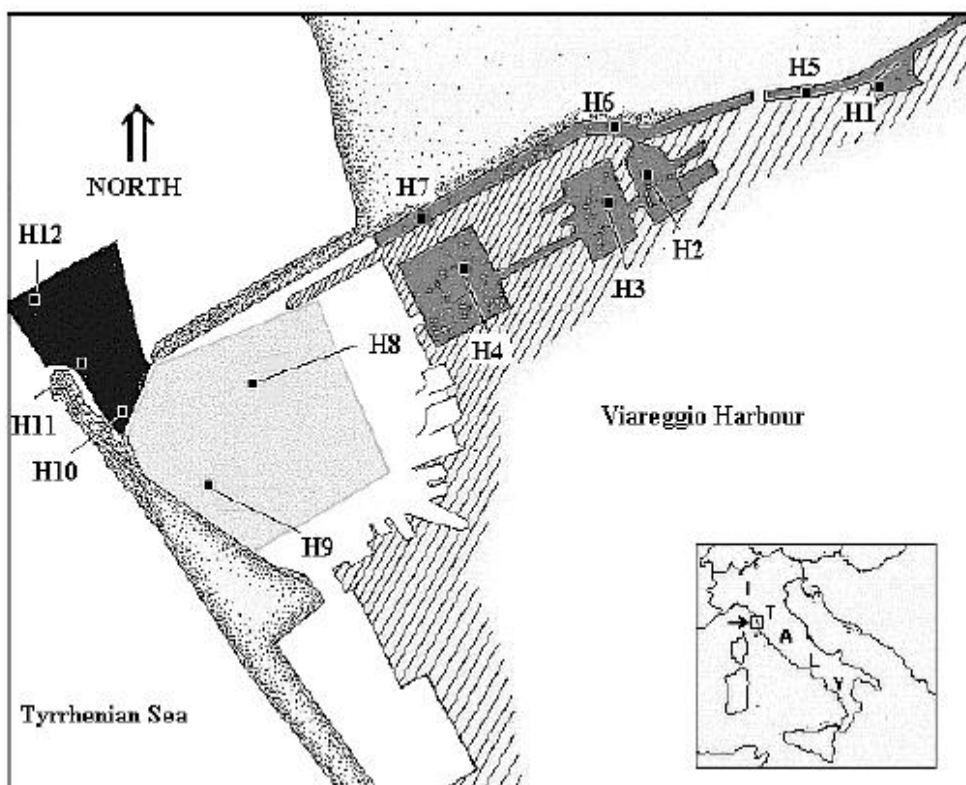 H5
H1
H6
NORTH
H7
H12
H2
H3
H8
H4
H11
Viareggio Harbour
H10
H9
I
T
A
L
Y
Tyrrhenian Sea